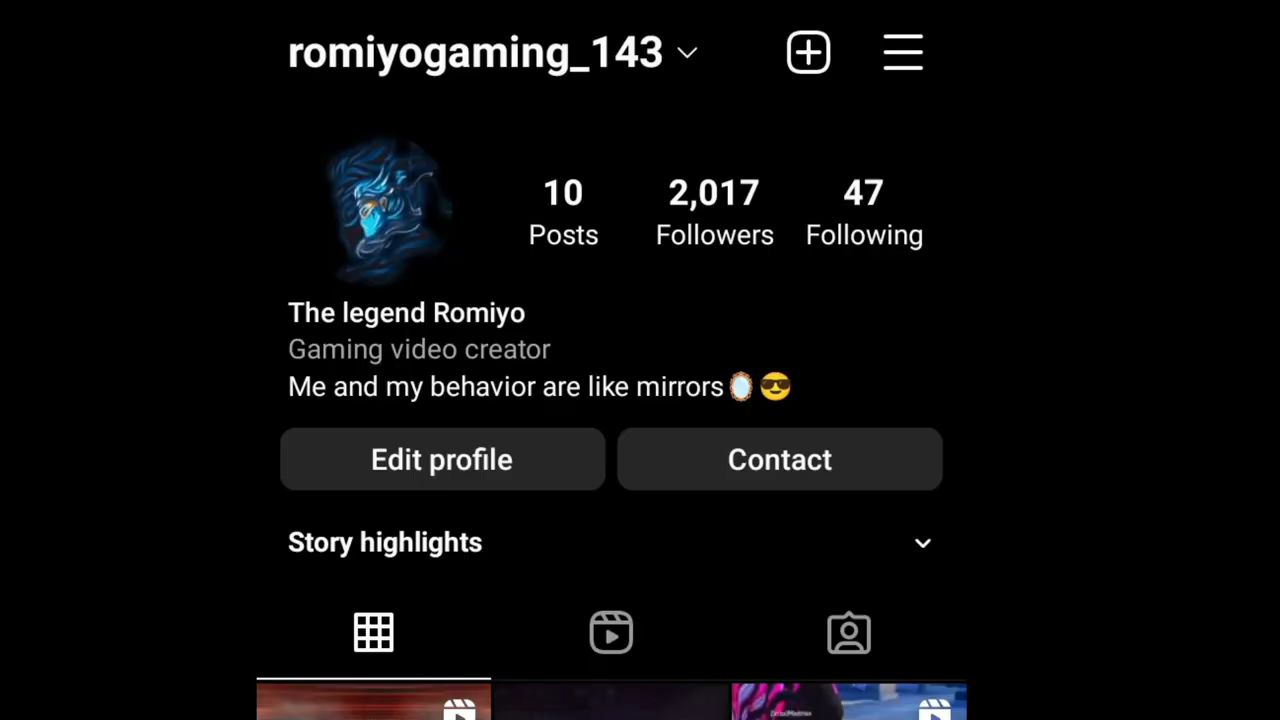 romiyogaming_143
10 2,017 47
Posts Followers Following
The legend Romiyo
Gaming video creator
Me and my behavior are like mirrors🪞😎
Edit profile Contact
Story highlights